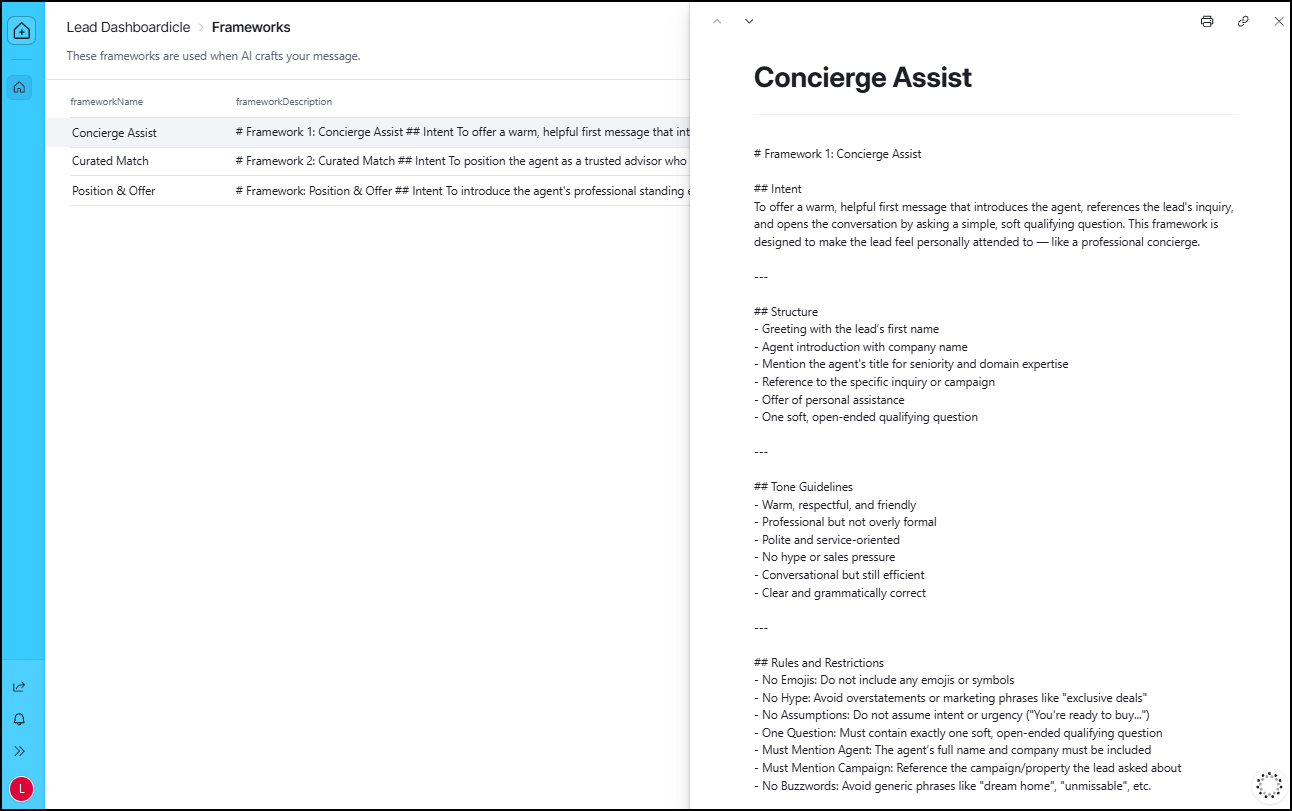 Lead Dashboardicle > Frameworks
These frameworks are used when AI crafts your message.
frameworkName frameworkDescription
Concierge Assist # Framework 1: Concierge Assist ## Intent To offer a warm, helpful first message that int
Curated Match # Framework 2: Curated Match ## Intent To position the agent as a trusted advisor who
Position & Offer # Framework: Position & Offer ## Intent To introduce the agent's professional standing e
L
Concierge Assist
# Framework 1: Concierge Assist
## Intent
To offer a warm, helpful first message that introduces the agent, references the lead's inquiry,
and opens the conversation by asking a simple, soft qualifying question. This framework is
designed to make the lead feel personally attended to — like a professional concierge.
---
## Structure
- Greeting with the lead’s first name
- Agent introduction with company name
- Mention the agent's title for seniority and domain expertise
- Reference to the specific inquiry or campaign
- Offer of personal assistance
- One soft, open-ended qualifying question
---
## Tone Guidelines
- Warm, respectful, and friendly
- Professional but not overly formal
- Polite and service-oriented
- No hype or sales pressure
- Conversational but still efficient
- Clear and grammatically correct
---
## Rules and Restrictions
- No Emojis: Do not include any emojis or symbols
- No Hype: Avoid overstatements or marketing phrases like "exclusive deals"
- No Assumptions: Do not assume intent or urgency ("You're ready to buy...")
- One Question: Must contain exactly one soft, open-ended qualifying question
- Must Mention Agent: The agent’s full name and company must be included
- Must Mention Campaign: Reference the campaign/property the lead asked about
- No Buzzwords: Avoid generic phrases like "dream home", "unmissable", etc.